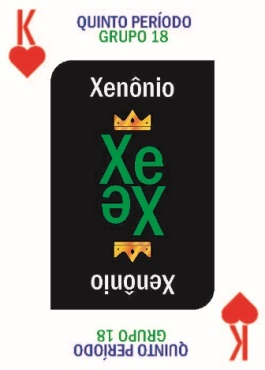 K
QUINTO PERÍODO
GRUPO 18
Xenônio
Xe
Xe
Xenônio
GRUPO 18
QUINTO PERÍODO
K